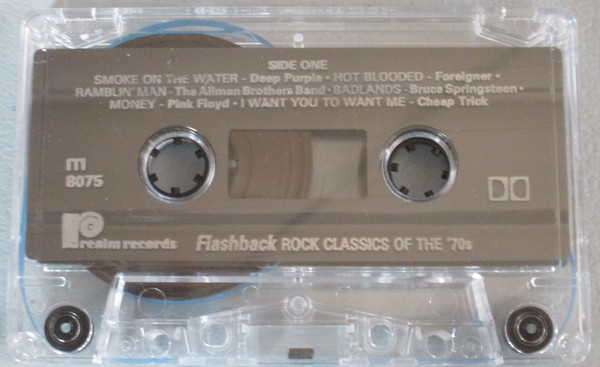 SIDE ONE
SMOKE ON THE WATER - Deep Purple • HOT BLOODED - Foreigner •
RAMBLIN' MAN - The Allman Brothers Band • BADLANDS - Bruce Springsteen •
MONEY - Pink Floyd • I WANT YOU TO WANT ME - Cheap Trick
m
8075
realm records
Flashback ROCK CLASSICS OF THE '70s